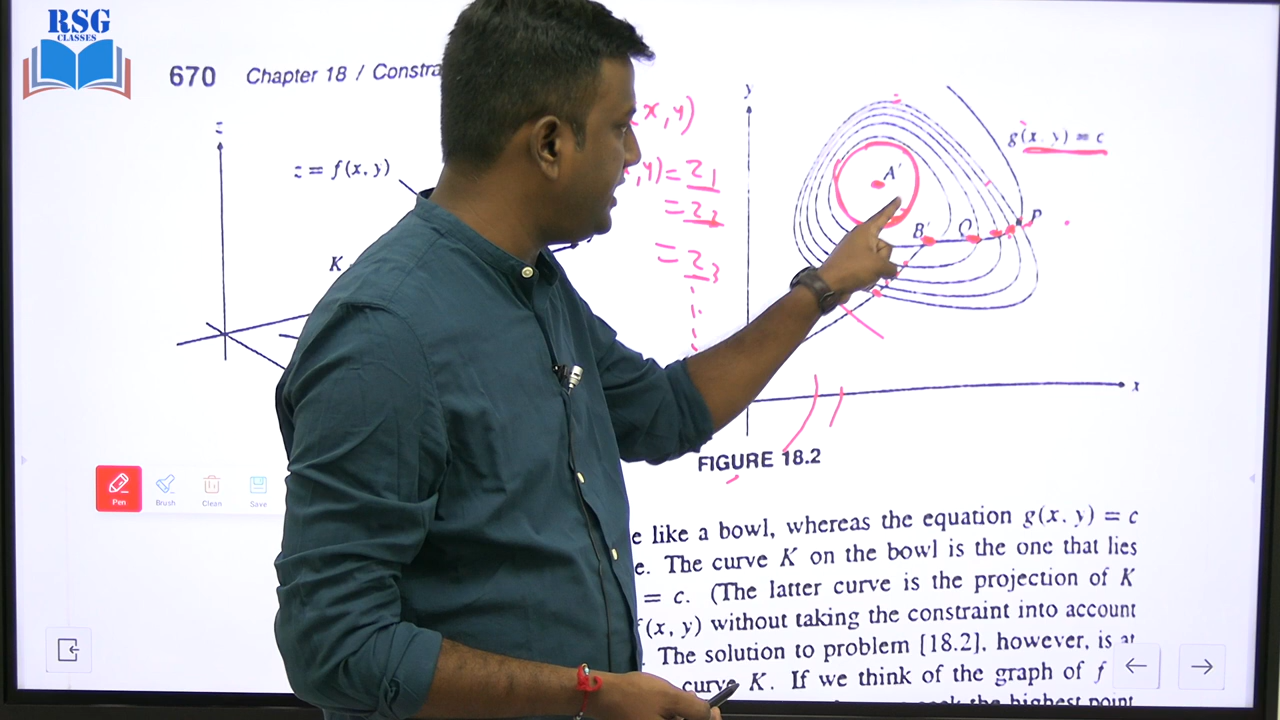 RSG
CLASSES
670 Chapter 18 / Constra
z
z = f(x, y)
K
(x, y)
x, y) = z1
= z2
= z3
y
g(x, y) = c
A′
B′
C′
P
x
FIGURE 18.2
Pen
Brush
Clean
Save
e like a bowl, whereas the equation g(x, y) = c
e. The curve K on the bowl is the one that lies
= c. (The latter curve is the projection of K
f(x, y) without taking the constraint into account
. The solution to problem [18.2], however, is at
curve K. If we think of the graph of f
the highest point